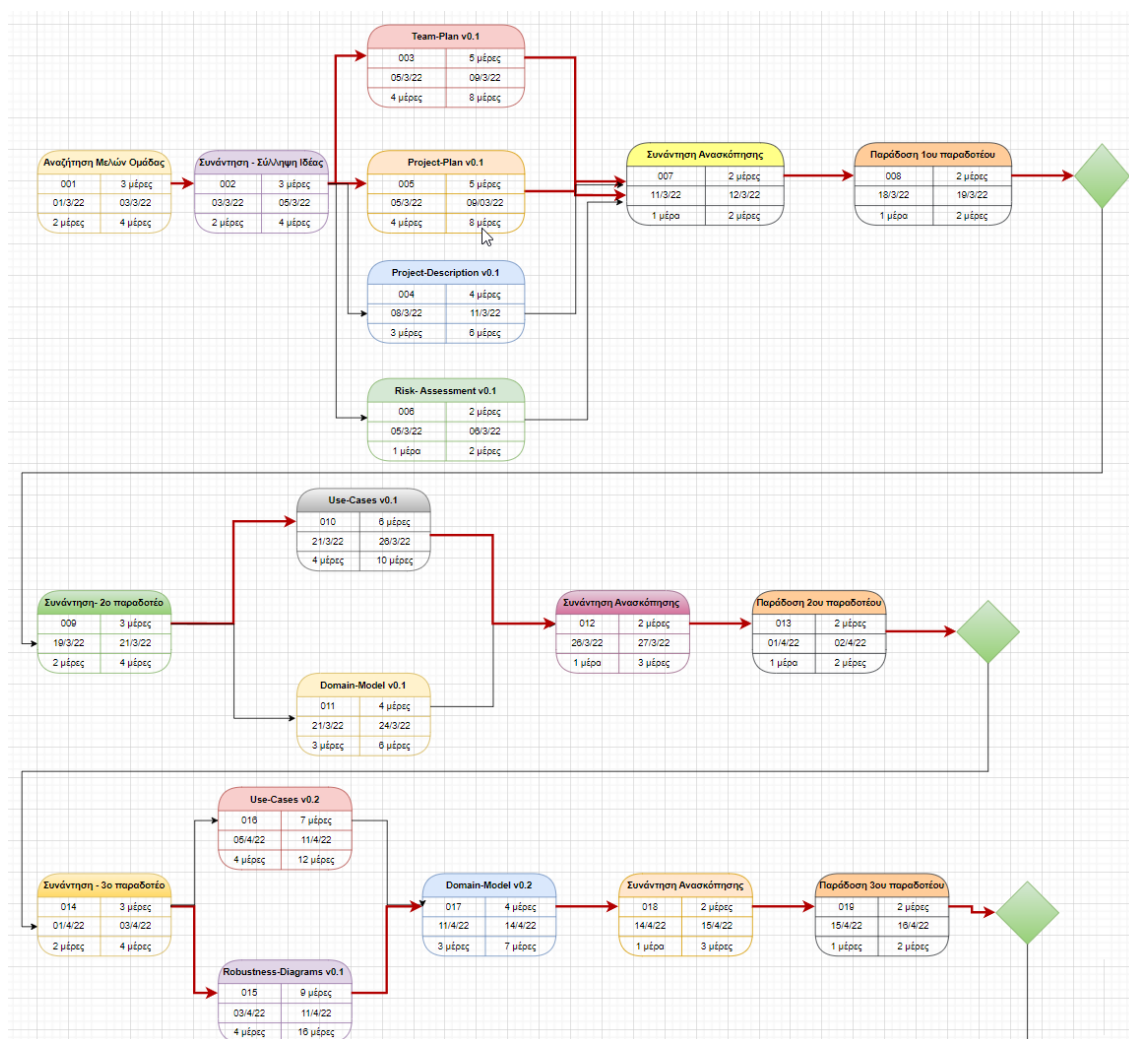 Team-Plan v0.1
003 5 μέρες
05/3/22 09/3/22
4 μέρες 8 μέρες
Αναζήτηση Μελών Ομάδας
001 3 μέρες
01/3/22 03/3/22
2 μέρες 4 μέρες
Συνάντηση - Σύλληψη Ιδέας
002 3 μέρες
03/3/22 05/3/22
2 μέρες 4 μέρες
Project-Plan v0.1
005 5 μέρες
05/3/22 09/03/22
4 μέρες 8 μέρες
Συνάντηση Ανασκόπησης
007 2 μέρες
11/3/22 12/3/22
1 μέρα 2 μέρες
Παράδοση 1ου παραδοτέου
008 2 μέρες
18/3/22 19/3/22
1 μέρα 2 μέρες
Project-Description v0.1
004 4 μέρες
08/3/22 11/3/22
3 μέρες 6 μέρες
Risk- Assessment v0.1
006 2 μέρες
05/3/22 06/3/22
1 μέρα 2 μέρες
Use-Cases v0.1
010 6 μέρες
21/3/22 26/3/22
4 μέρες 10 μέρες
Συνάντηση- 2ο παραδοτέο
009 3 μέρες
19/3/22 21/3/22
2 μέρες 4 μέρες
Συνάντηση Ανασκόπησης
012 2 μέρες
26/3/22 27/3/22
1 μέρα 3 μέρες
Παράδοση 2ου παραδοτέου
013 2 μέρες
01/4/22 02/4/22
1 μέρα 2 μέρες
Domain-Model v0.1
011 4 μέρες
21/3/22 24/3/22
3 μέρες 6 μέρες
Use-Cases v0.2
016 7 μέρες
05/4/22 11/4/22
4 μέρες 12 μέρες
Συνάντηση - 3ο παραδοτέο
014 3 μέρες
01/4/22 03/4/22
2 μέρες 4 μέρες
Domain-Model v0.2
017 4 μέρες
11/4/22 14/4/22
3 μέρες 7 μέρες
Συνάντηση Ανασκόπησης
018 2 μέρες
14/4/22 15/4/22
1 μέρα 3 μέρες
Παράδοση 3ου παραδοτέου
019 2 μέρες
15/4/22 16/4/22
1 μέρες 2 μέρες
Robustness-Diagrams v0.1
015 9 μέρες
03/4/22 11/4/22
4 μέρες 16 μέρες